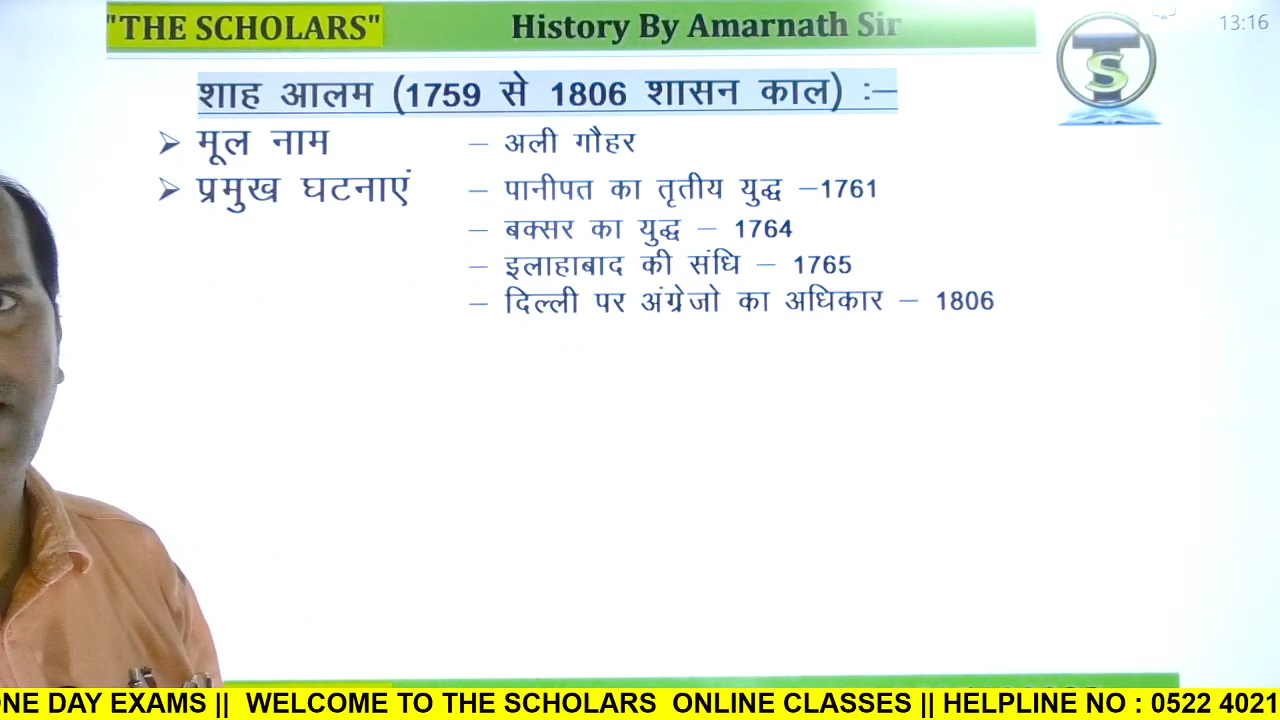 "THE SCHOLARS" History By Amarnath Sir
13:16
TS
शाह आलम (1759 से 1806 शासन काल) :–
➢ मूल नाम – अली गौहर
➢ प्रमुख घटनाएं – पानीपत का तृतीय युद्ध –1761
– बक्सर का युद्ध – 1764
– इलाहाबाद की संधि – 1765
– दिल्ली पर अंग्रेजो का अधिकार – 1806
ONE DAY EXAMS || WELCOME TO THE SCHOLARS ONLINE CLASSES || HELPLINE NO : 0522 4021